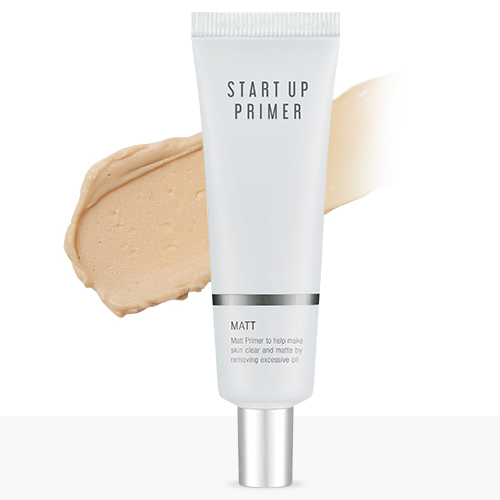 START UP
PRIMER
MATT
Matt Primer to help make
skin clear and matte by
removing excessive oil